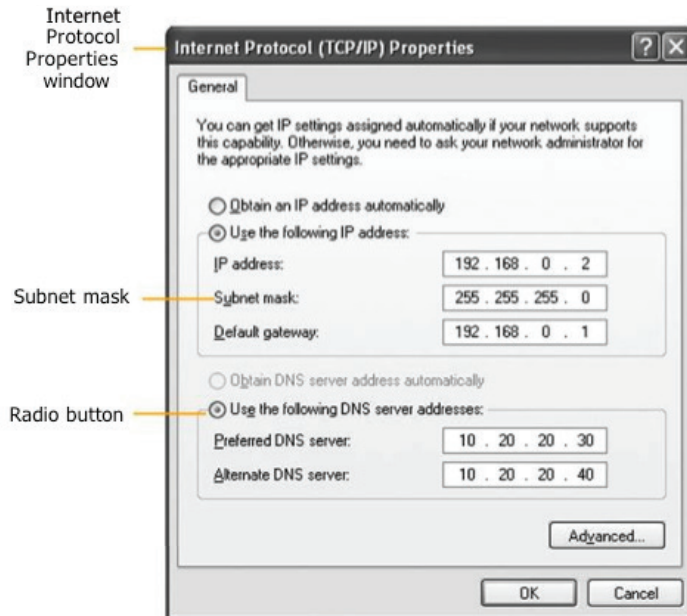 Internet
Protocol
Properties
window
Internet Protocol (TCP/IP) Properties
General
You can get IP settings assigned automatically if your network supports
this capability. Otherwise, you need to ask your network administrator for
the appropriate IP settings.
Obtain an IP address automatically
Use the following IP address:
IP address: 192 . 168 . 0 . 2
Subnet mask
Subnet mask: 255 . 255 . 255 . 0
Default gateway: 192 . 168 . 0 . 1
Obtain DNS server address automatically
Radio button
Use the following DNS server addresses:
Preferred DNS server: 10 . 20 . 20 . 30
Alternate DNS server: 10 . 20 . 20 . 40
Advanced...
OK Cancel